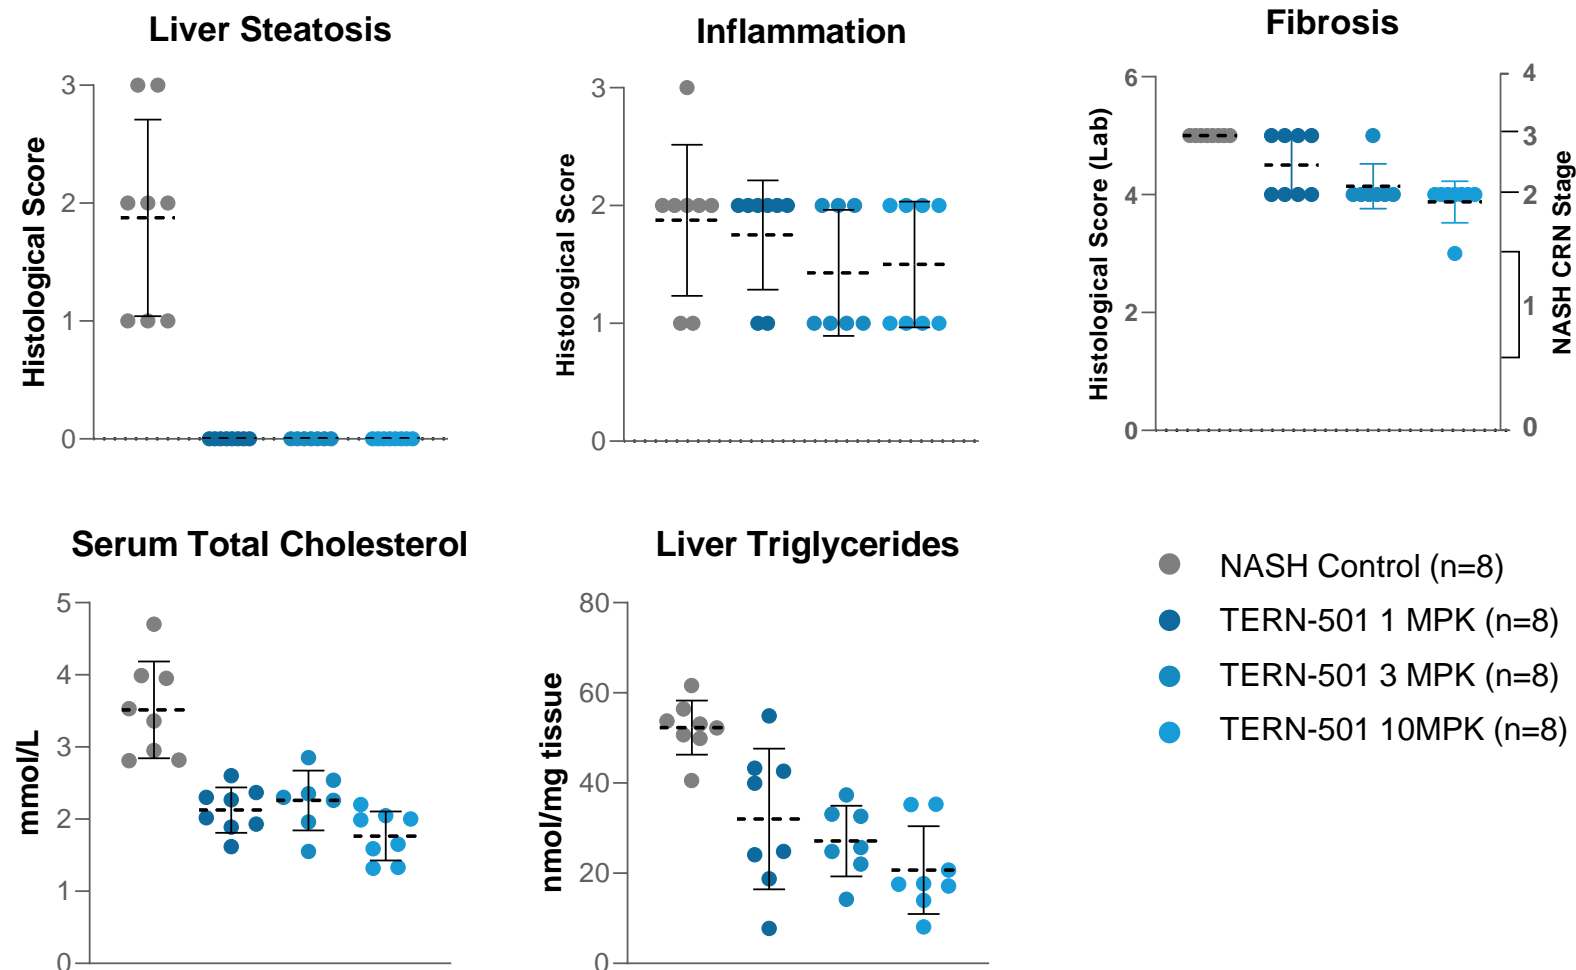 Liver Steatosis
Histological Score
3
2
1
0
Inflammation
Histological Score
3
2
1
0
Fibrosis
Histological Score (Lab)
6
4
2
0
4
3
2
1
0
NASH CRN Stage
Serum Total Cholesterol
mmol/L
5
4
3
2
1
0
Liver Triglycerides
nmol/mg tissue
80
60
40
20
0
NASH Control (n=8)
TERN-501 1 MPK (n=8)
TERN-501 3 MPK (n=8)
TERN-501 10MPK (n=8)